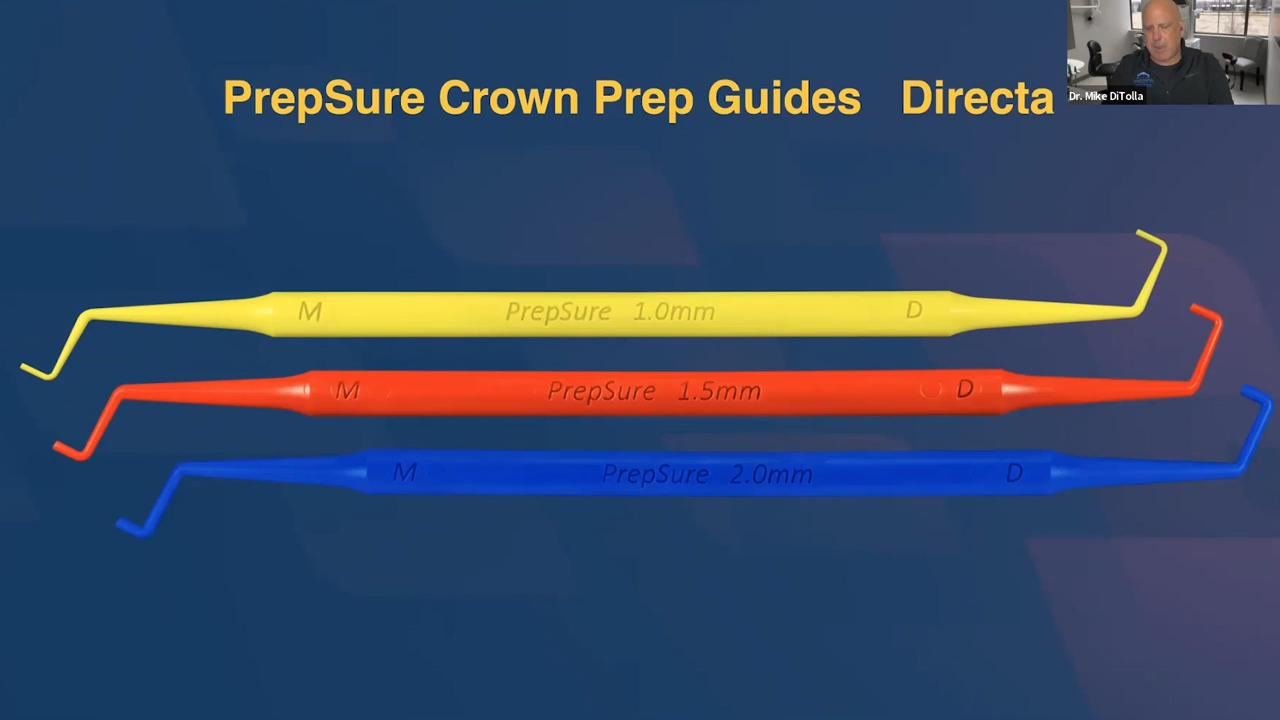 PrepSure Crown Prep Guides Directa
Dr. Mike DiTolla
M PrepSure 1.0mm D
M PrepSure 1.5mm D
M PrepSure 2.0mm D